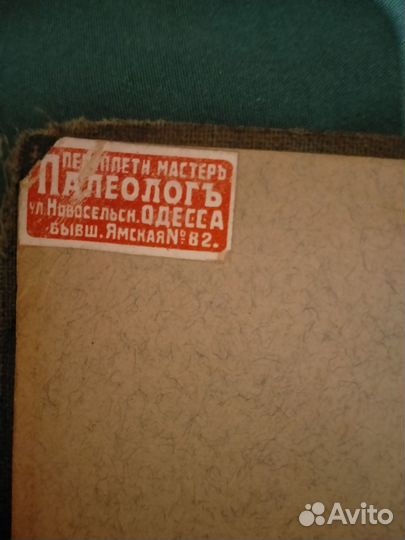 ПЕРЕПЛЕТН. МАСТЕРЪ
ПАЛЕОЛОГЪ
УЛ. НОВОСЕЛЬСК. ОДЕССА
БЫВШ. ЯМСКАЯ № 82.
Avito